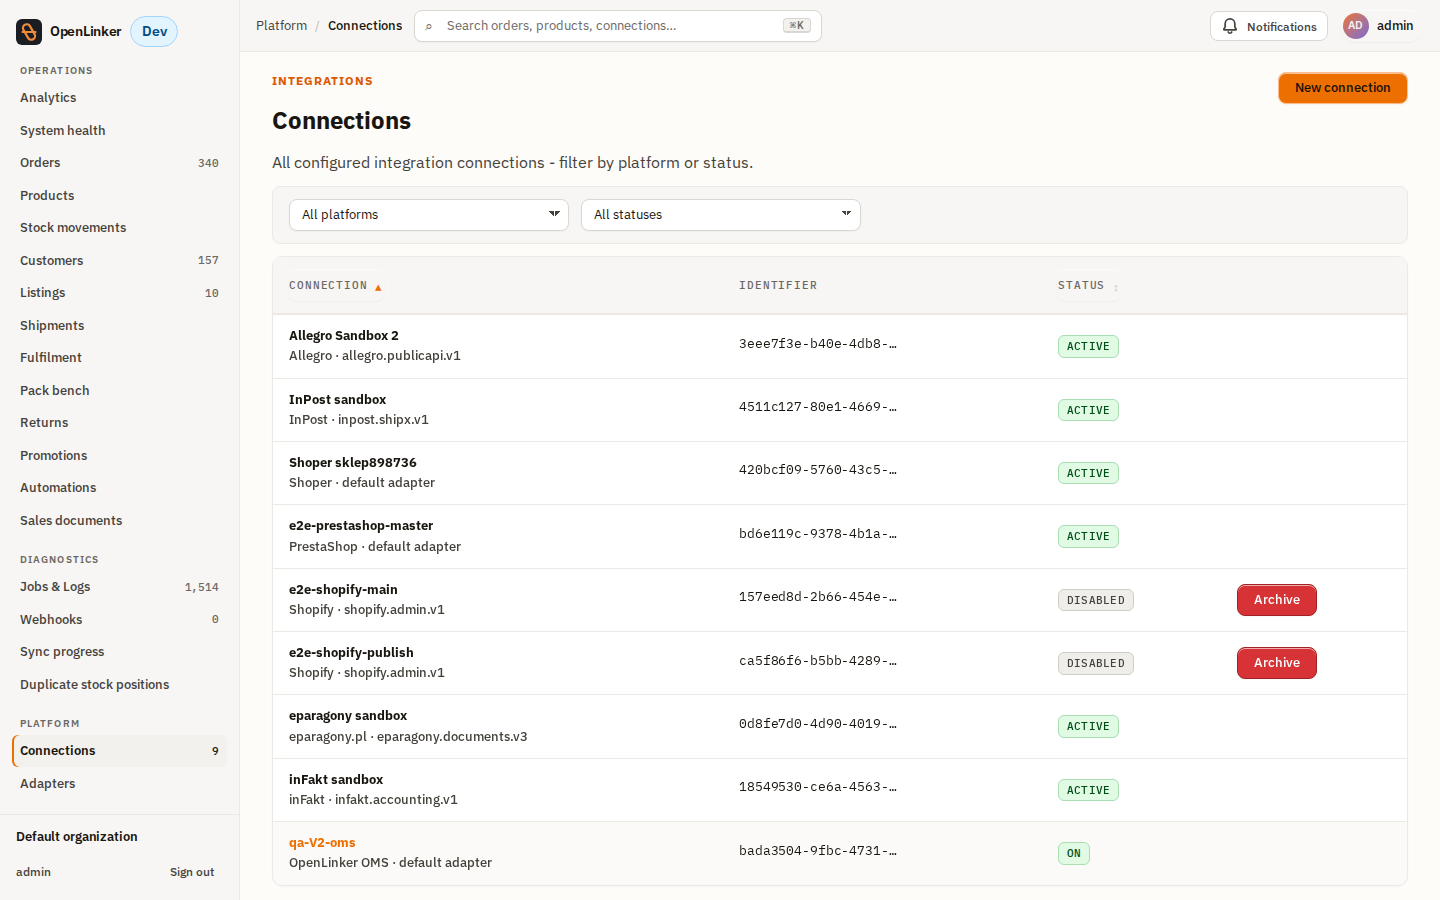 OpenLinker Dev
OPERATIONS
Analytics
System health
Orders 340
Products
Stock movements
Customers 157
Listings 10
Shipments
Fulfilment
Pack bench
Returns
Promotions
Automations
Sales documents
DIAGNOSTICS
Jobs & Logs 1,514
Webhooks 0
Sync progress
Duplicate stock positions
PLATFORM
Connections 9
Adapters
Default organization
admin Sign out
Platform / Connections
Search orders, products, connections... ⌘K
Notifications
AD admin
INTEGRATIONS
Connections
All configured integration connections - filter by platform or status.
New connection
All platforms
All statuses
CONNECTION ▲ IDENTIFIER STATUS ↕
Allegro Sandbox 2
Allegro · allegro.publicapi.v1
3eee7f3e-b40e-4db8-…
ACTIVE
InPost sandbox
InPost · inpost.shipx.v1
4511c127-80e1-4669-…
ACTIVE
Shoper sklep898736
Shoper · default adapter
420bcf09-5760-43c5-…
ACTIVE
e2e-prestashop-master
PrestaShop · default adapter
bd6e119c-9378-4b1a-…
ACTIVE
e2e-shopify-main
Shopify · shopify.admin.v1
157eed8d-2b66-454e-…
DISABLED
Archive
e2e-shopify-publish
Shopify · shopify.admin.v1
ca5f86f6-b5bb-4289-…
DISABLED
Archive
eparagony sandbox
eparagony.pl · eparagony.documents.v3
0d8fe7d0-4d90-4019-…
ACTIVE
inFakt sandbox
inFakt · infakt.accounting.v1
18549530-ce6a-4563-…
ACTIVE
qa-V2-oms
OpenLinker OMS · default adapter
bada3504-9fbc-4731-…
ON